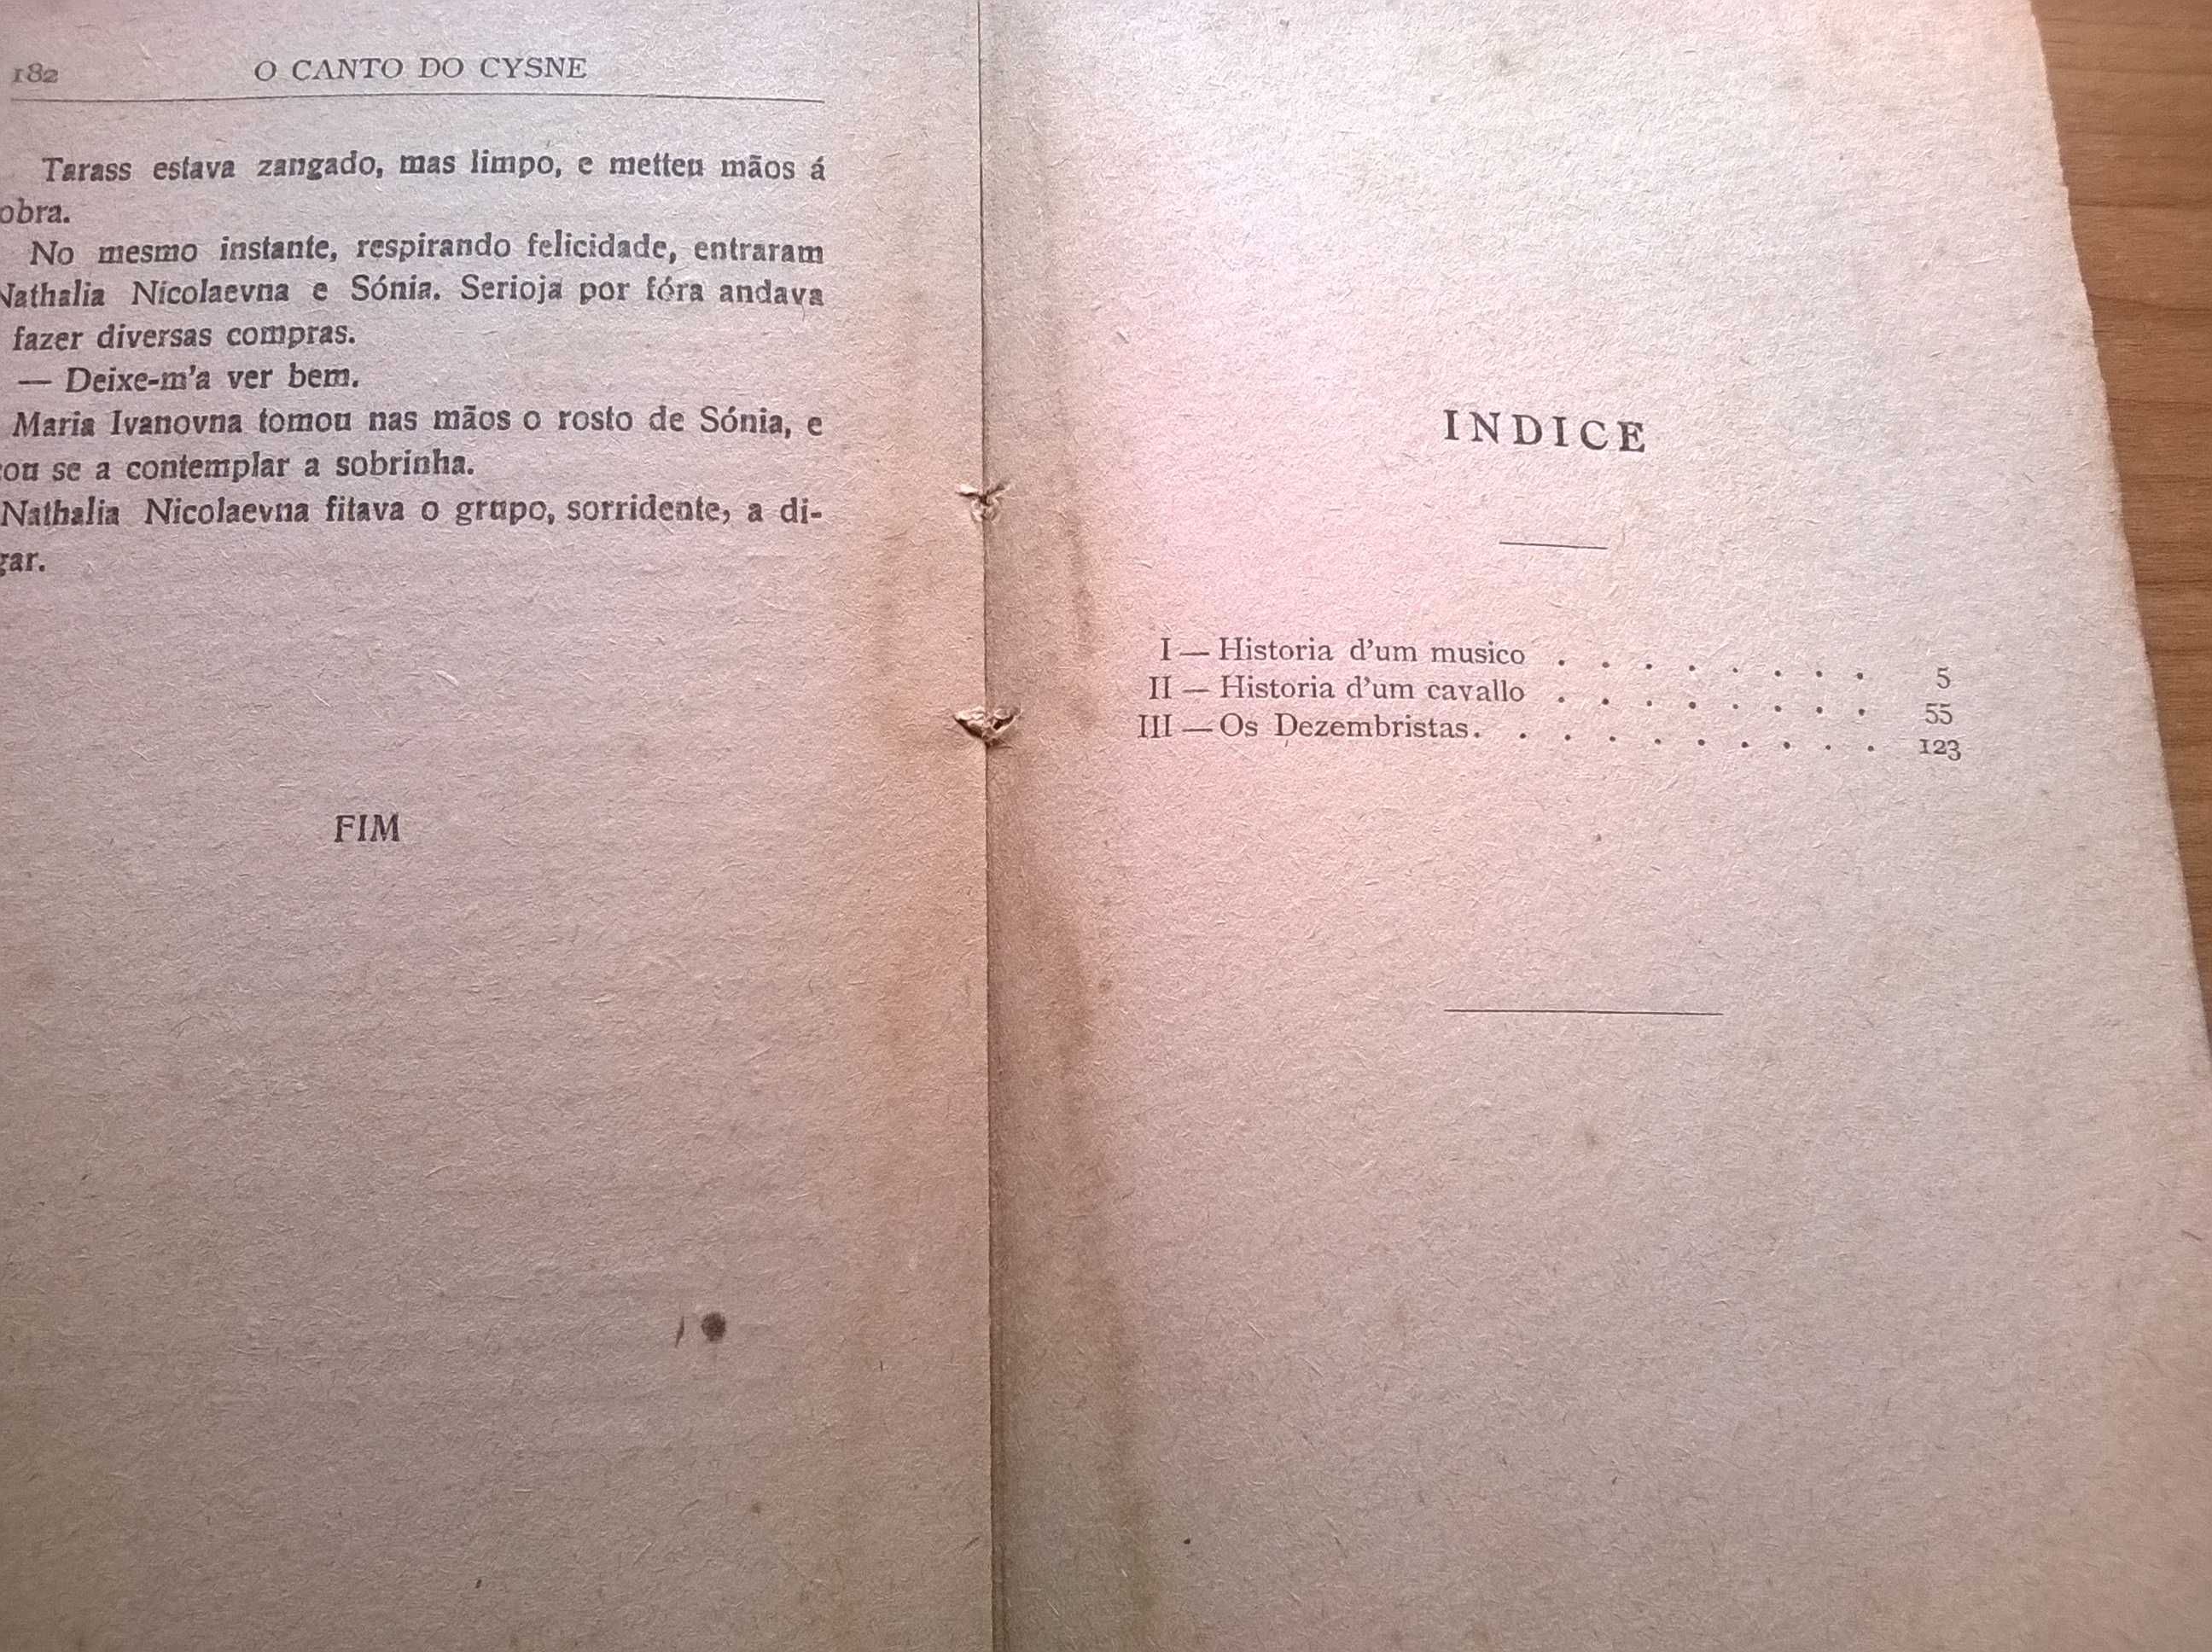 182
O CANTO DO CYSNE
Tarass estava zangado, mas limpo, e metteu mãos á
obra.
No mesmo instante, respirando felicidade, entraram
Nathalia Nicolaevna e Sónia. Serioja por fóra andava
fazer diversas compras.
— Deixe-m'a ver bem.
Maria Ivanovna tomou nas mãos o rosto de Sónia, e
se a contemplar a sobrinha.
Nathalia Nicolaevna fitava o grupo, sorridente, a di-
gar.
FIM
INDICE
I — Historia d'um musico . . . . . . . . 5
II — Historia d'um cavallo . . . . . . . . 55
III — Os Dezembristas. . . . . . . . . . 123